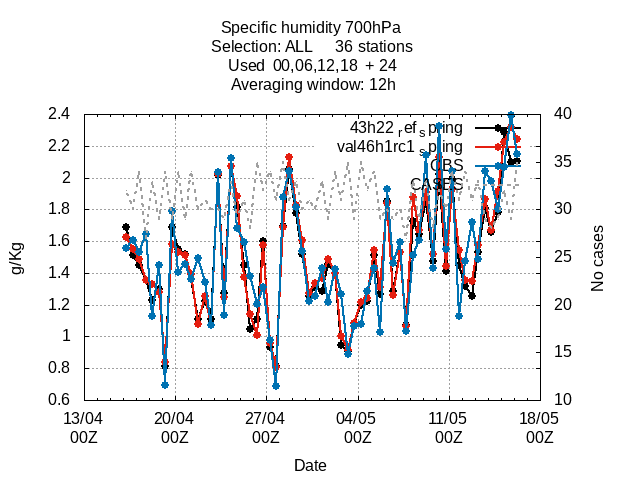 Specific humidity 700hPa
Selection: ALL 36 stations
Used 00,06,12,18 + 24
Averaging window: 12h
43h22_ref_spring
val46h1rc1_spling
OBS
CASES
g/Kg
2.4
2.2
2
1.8
1.6
1.4
1.2
1
0.8
0.6
No cases
40
35
30
25
20
15
10
13/04 20/04 27/04 04/05 11/05 18/05
00Z 00Z 00Z 00Z 00Z 00Z
Date